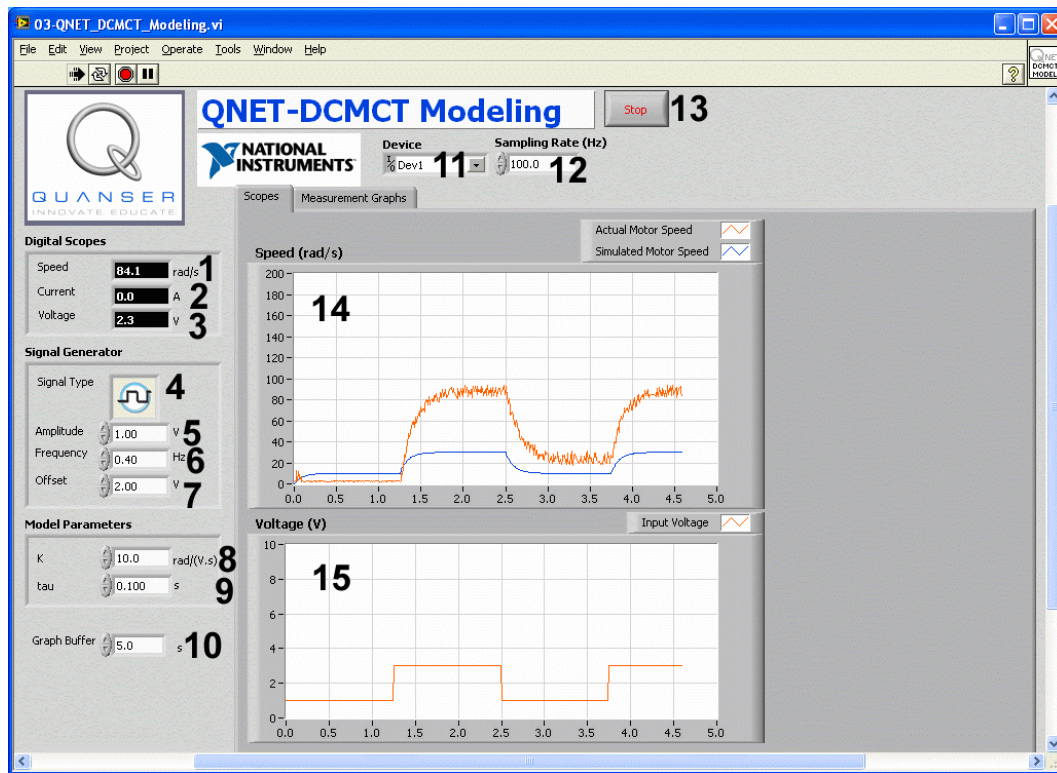 03-QNET_DCMCT_Modeling.vi
File Edit View Project Operate Tools Window Help
QNET
DCMCT
MODEL
QUANSER
INNOVATE EDUCATE
QNET-DCMCT Modeling
Stop 13
NATIONAL INSTRUMENTS
Device
Dev1 11
Sampling Rate (Hz)
100.0 12
Scopes Measurement Graphs
Digital Scopes
Speed 84.1 rad/s 1
Current 0.0 A 2
Voltage 2.3 V 3
Signal Generator
Signal Type 4
Amplitude 1.00 V 5
Frequency 0.40 Hz 6
Offset 2.00 V 7
Model Parameters
K 10.0 rad/(V.s) 8
tau 0.100 s 9
Graph Buffer 5.0 s 10
Actual Motor Speed
Speed (rad/s) Simulated Motor Speed
200
180
160
140
120
100
80
60
40
20
0
14
0.0 0.5 1.0 1.5 2.0 2.5 3.0 3.5 4.0 4.5 5.0
Voltage (V) Input Voltage
10
8
6
4
2
0
15
0.0 0.5 1.0 1.5 2.0 2.5 3.0 3.5 4.0 4.5 5.0